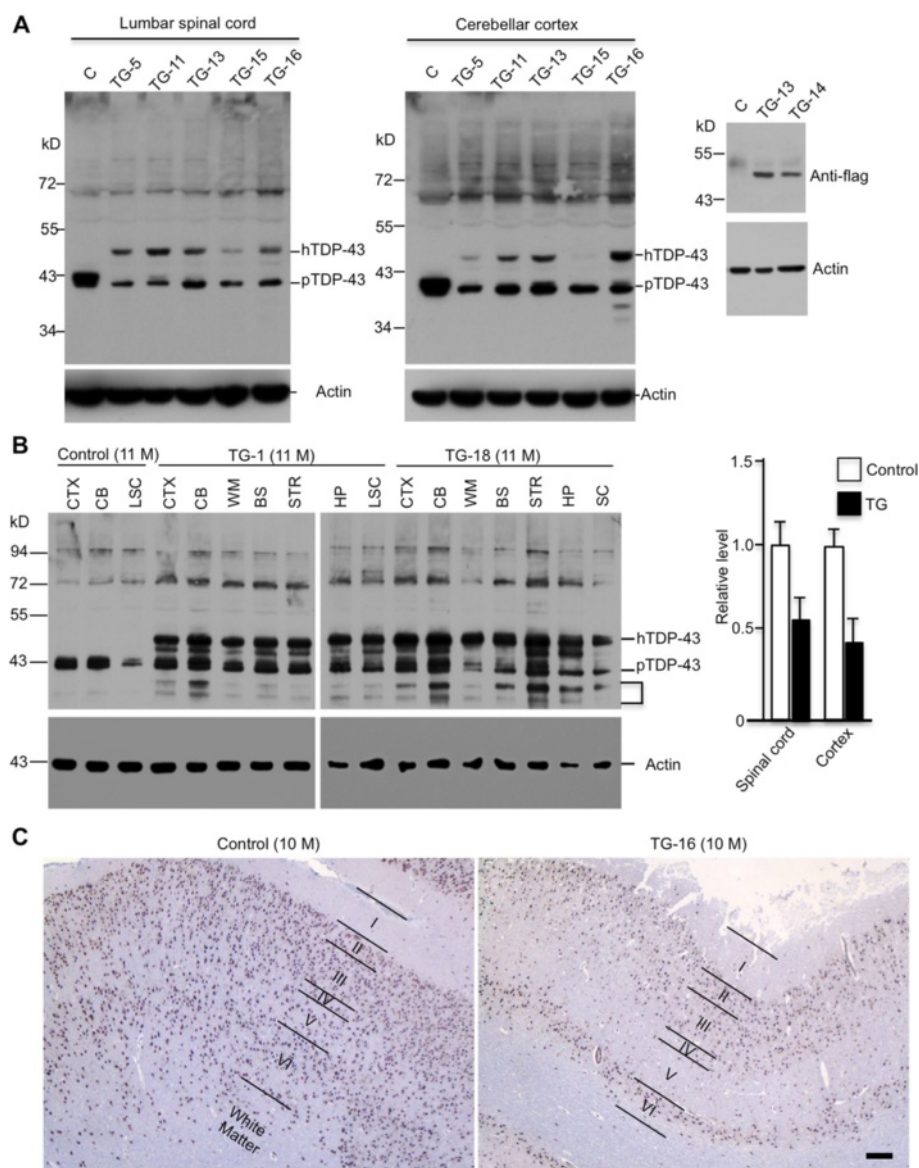 A
Lumbar spinal cord
C TG-5 TG-11 TG-13 TG-15 TG-16
kD
72
55
43
34
hTDP-43
pTDP-43
Actin
Cerebellar cortex
C TG-5 TG-11 TG-13 TG-15 TG-16
kD
72
55
43
34
hTDP-43
pTDP-43
Actin
C TG-13 TG-14
kD
55
43
Anti-flag
Actin
B
Control (11 M) TG-1 (11 M) TG-18 (11 M)
CTX CB LSC CTX CB WM BS STR HP LSC CTX CB WM BS STR HP SC
kD
94
72
55
43
hTDP-43
pTDP-43
43
Actin
Relative level
1.5
1.0
0.5
0
Control
TG
Spinal cord Cortex
C
Control (10 M) TG-16 (10 M)
I
II
III
IV
V
VI
White
Matter
I
II
III
IV
V
VI